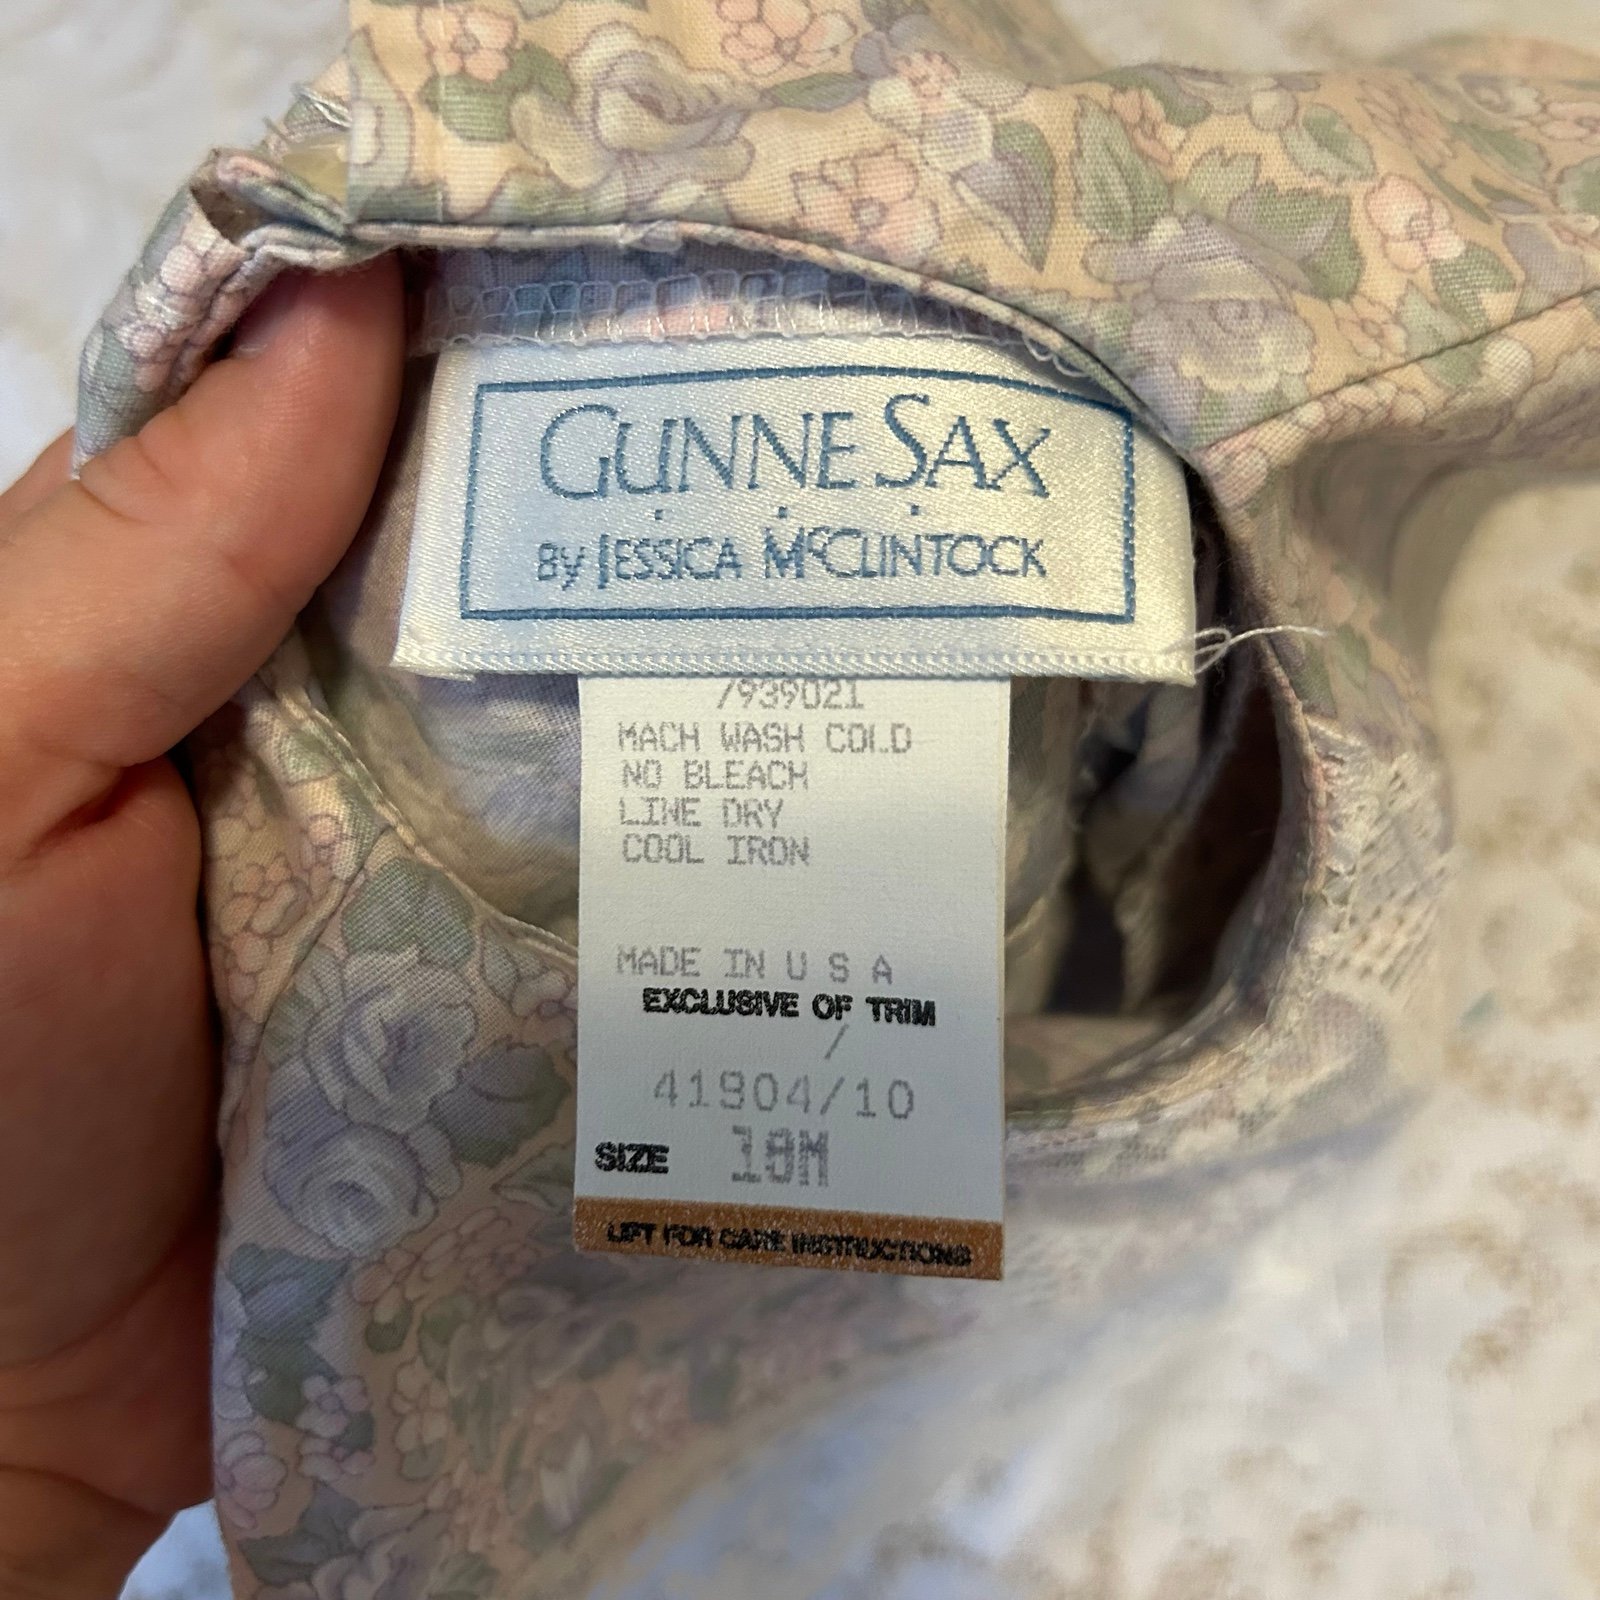 GUNNE SAX
BY JESSICA McCLINTOCK
/939021
MACH WASH COLD
NO BLEACH
LINE DRY
COOL IRON
MADE IN U S A
EXCLUSIVE OF TRIM
/
41904/10
SIZE 18M
LIFT FOR CARE INSTRUCTIONS